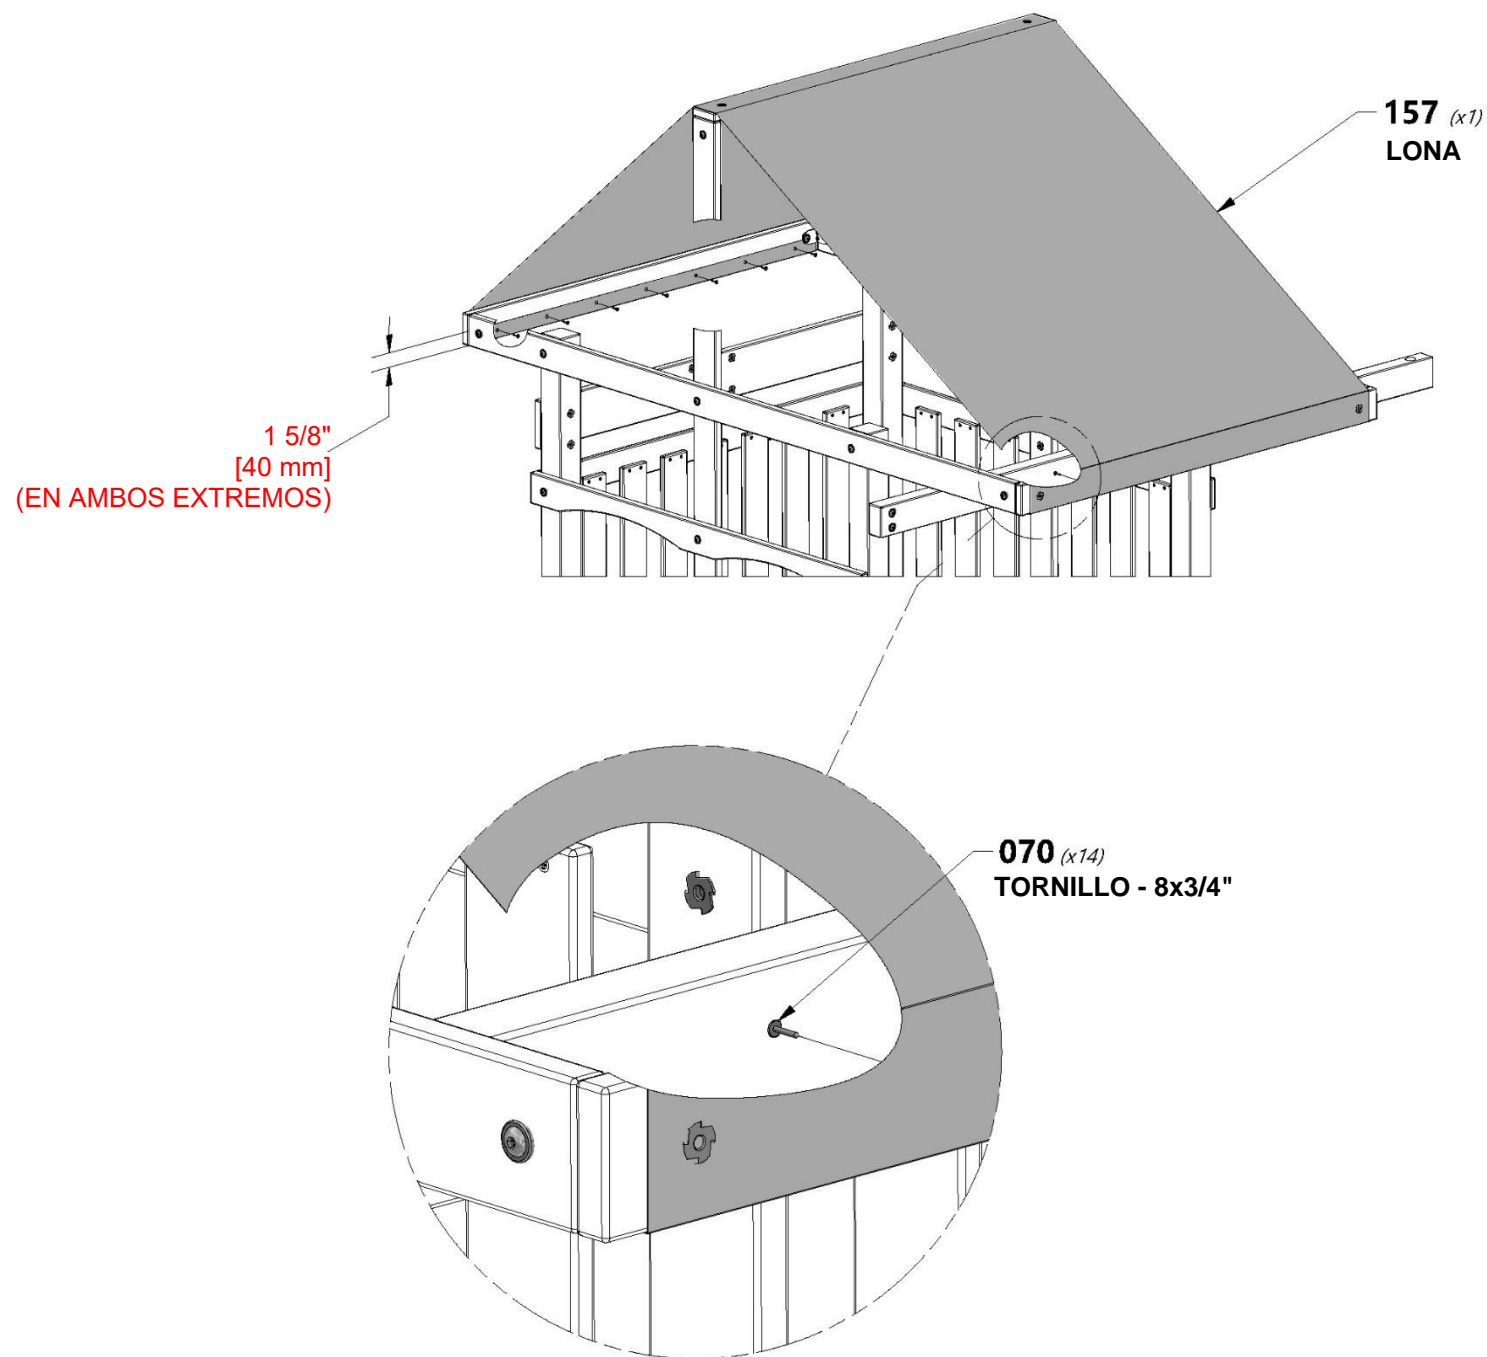 157 (x1)
LONA
1 5/8"
[40 mm]
(EN AMBOS EXTREMOS)
070 (x14)
TORNILLO - 8x3/4"